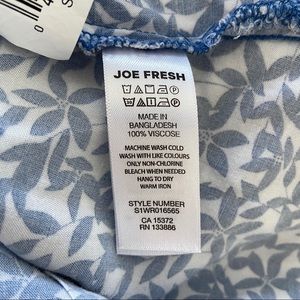 JOE FRESH
MADE IN
BANGLADESH
100% VISCOSE
MACHINE WASH COLD
WASH WITH LIKE COLOURS
ONLY NON-CHLORINE
BLEACH WHEN NEEDED
HANG TO DRY
WARM IRON
STYLE NUMBER
S1WR016565
CA 15372
RN 133886